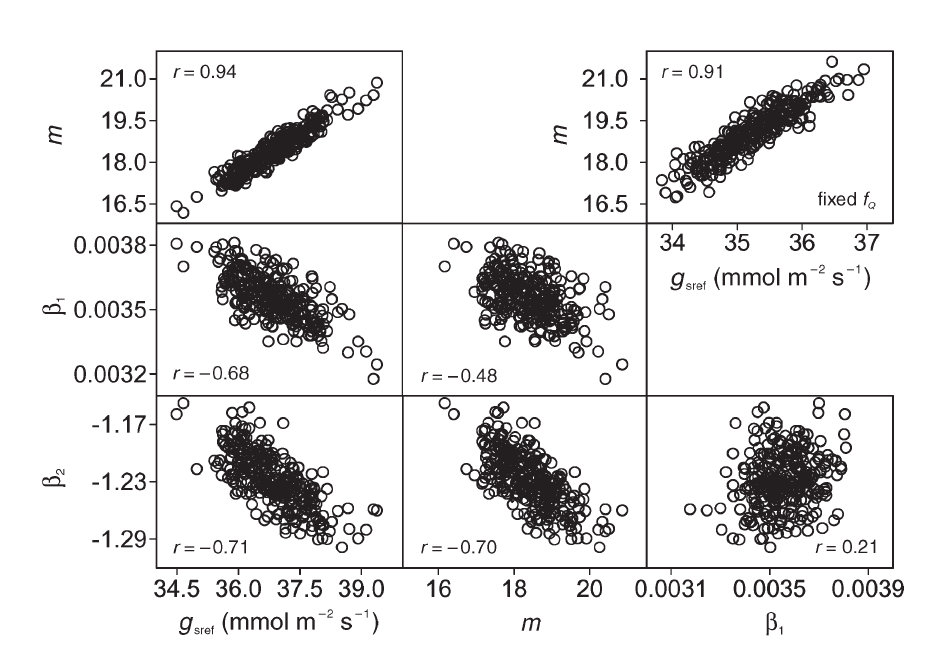 r = 0.94
r = 0.91
21.0
19.5
18.0
16.5
m
21.0
19.5
18.0
16.5
m
fixed fQ
34 35 36 37
gsref (mmol m−2 s−1)
0.0038
0.0035
0.0032
β1
r = −0.68
r = −0.48
-1.17
-1.23
-1.29
β2
r = −0.71
r = −0.70
r = 0.21
34.5 36.0 37.5 39.0
16 18 20
0.0031 0.0035 0.0039
gsref (mmol m−2 s−1)
m
β1